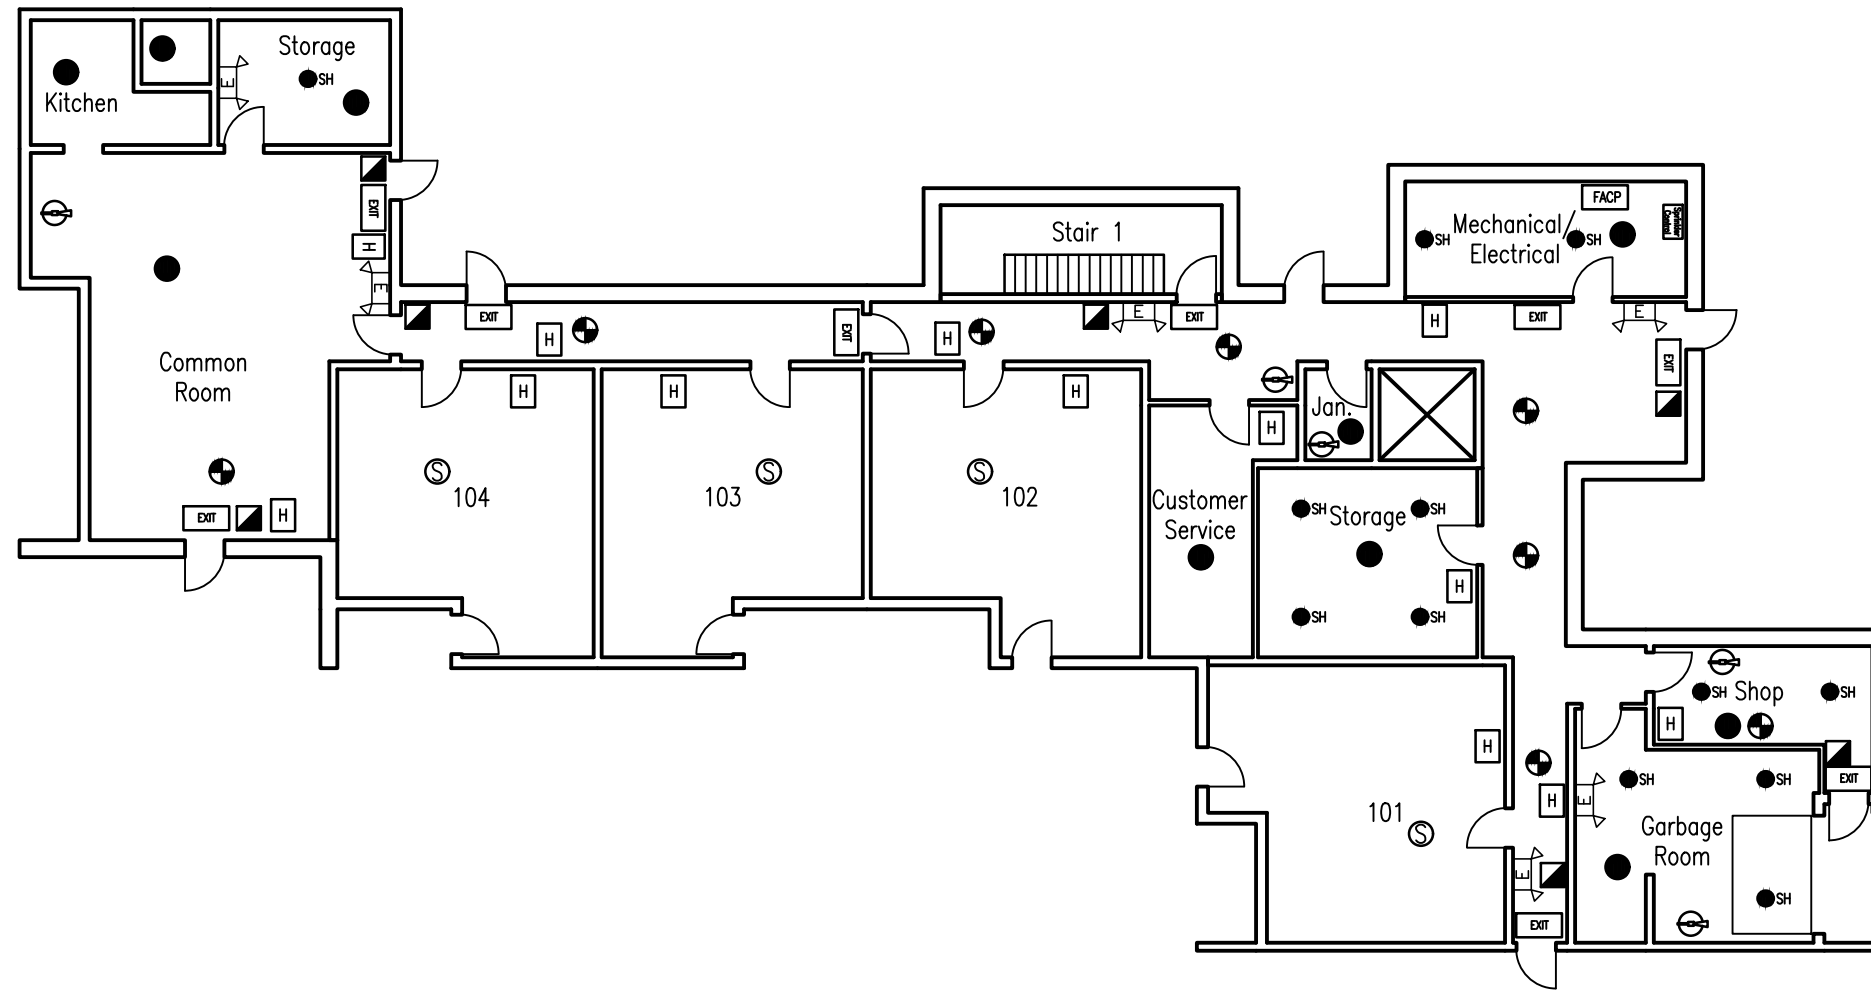 Storage
E
SH
Kitchen
EXIT
H
E
Common
Room
EXIT
H
EXIT
H
S
104
EXIT
H
H
S
103
Stair 1
E
EXIT
H
H
S
102
H
Customer
Service
Jan.
SH
SH
Storage
H
SH
SH
FACP
Mechanical/
Electrical
SH
SH
Sprinkler
Control
H
EXIT
E
EXIT
H
101
S
H
E
EXIT
SH
Shop
SH
H
EXIT
E
SH
SH
Garbage
Room
SH